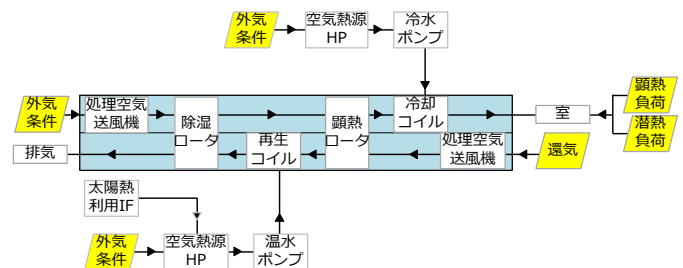 外気
条件
空気熱源
HP
冷水
ポンプ
外気
条件
処理空気
送風機
除湿
ロータ
顕熱
ロータ
冷却
コイル
室
顕熱
負荷
潜熱
負荷
排気
再生
コイル
処理空気
送風機
還気
太陽熱
利用IF
外気
条件
空気熱源
HP
温水
ポンプ